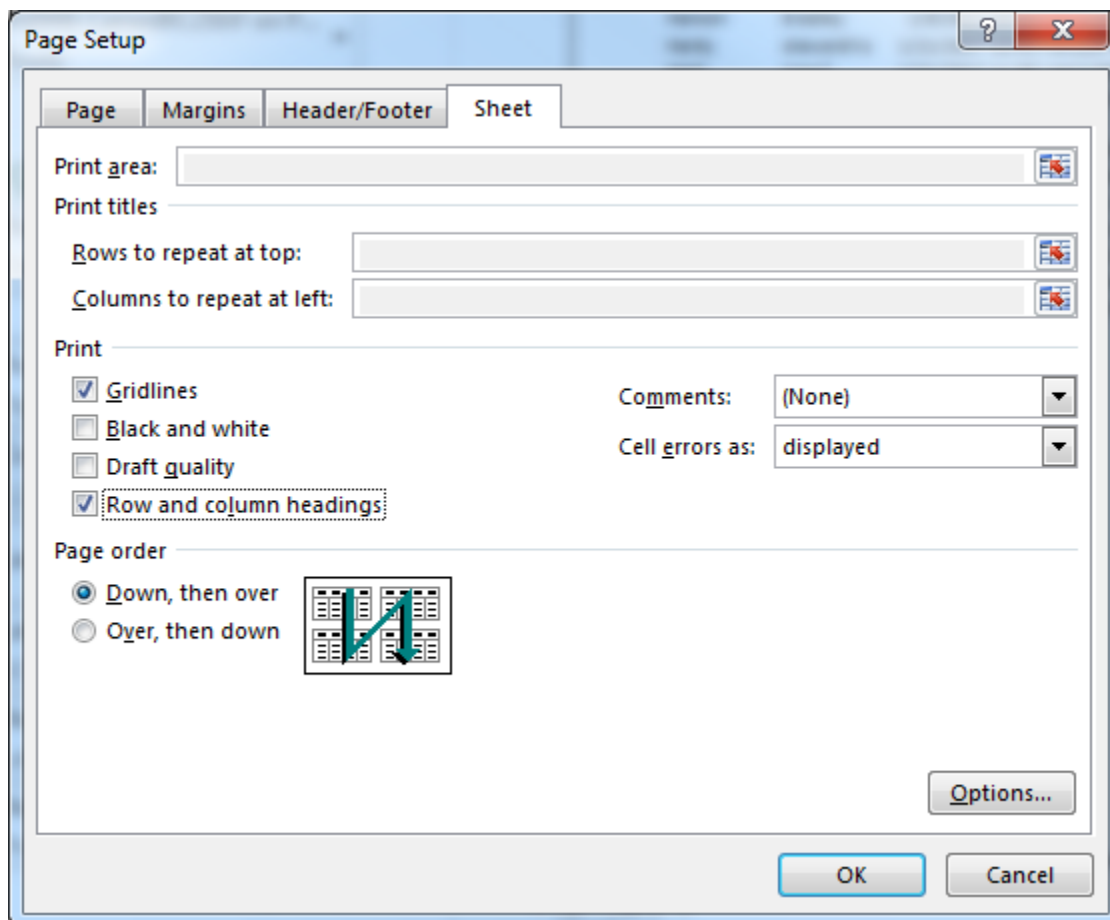 Page Setup
Page Margins Header/Footer Sheet
Print area:
Print titles
Rows to repeat at top:
Columns to repeat at left:
Print
Gridlines
Comments: (None)
Black and white
Cell errors as: displayed
Draft quality
Row and column headings
Page order
Down, then over
Over, then down
Options...
OK Cancel